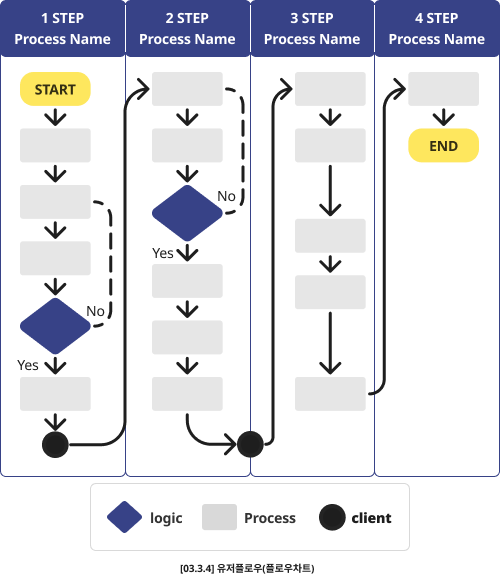 1 STEP
Process Name
2 STEP
Process Name
3 STEP
Process Name
4 STEP
Process Name
START
No
Yes
No
Yes
END
logic
Process
client
[03.3.4] 유저플로우(플로우차트)